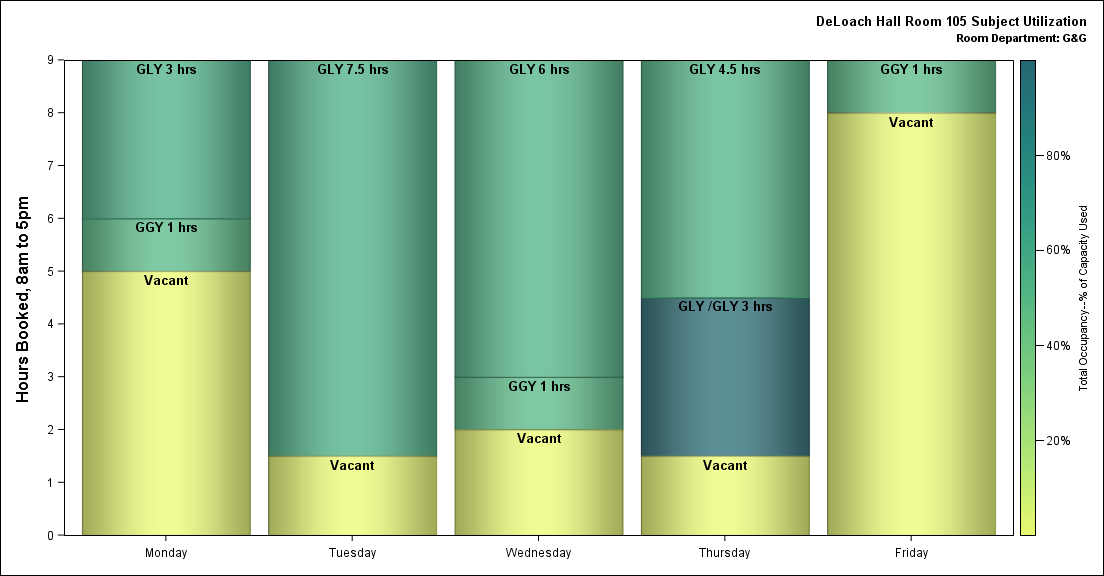 DeLoach Hall Room 105 Subject Utilization
Room Department: G&G
Hours Booked, 8am to 5pm
9
8
7
6
5
4
3
2
1
0
GLY 3 hrs
GGY 1 hrs
Vacant
GLY 7.5 hrs
Vacant
GLY 6 hrs
GGY 1 hrs
Vacant
GLY 4.5 hrs
GLY /GLY 3 hrs
Vacant
GGY 1 hrs
Vacant
Monday
Tuesday
Wednesday
Thursday
Friday
80%
60%
40%
20%
Total Occupancy--% of Capacity Used